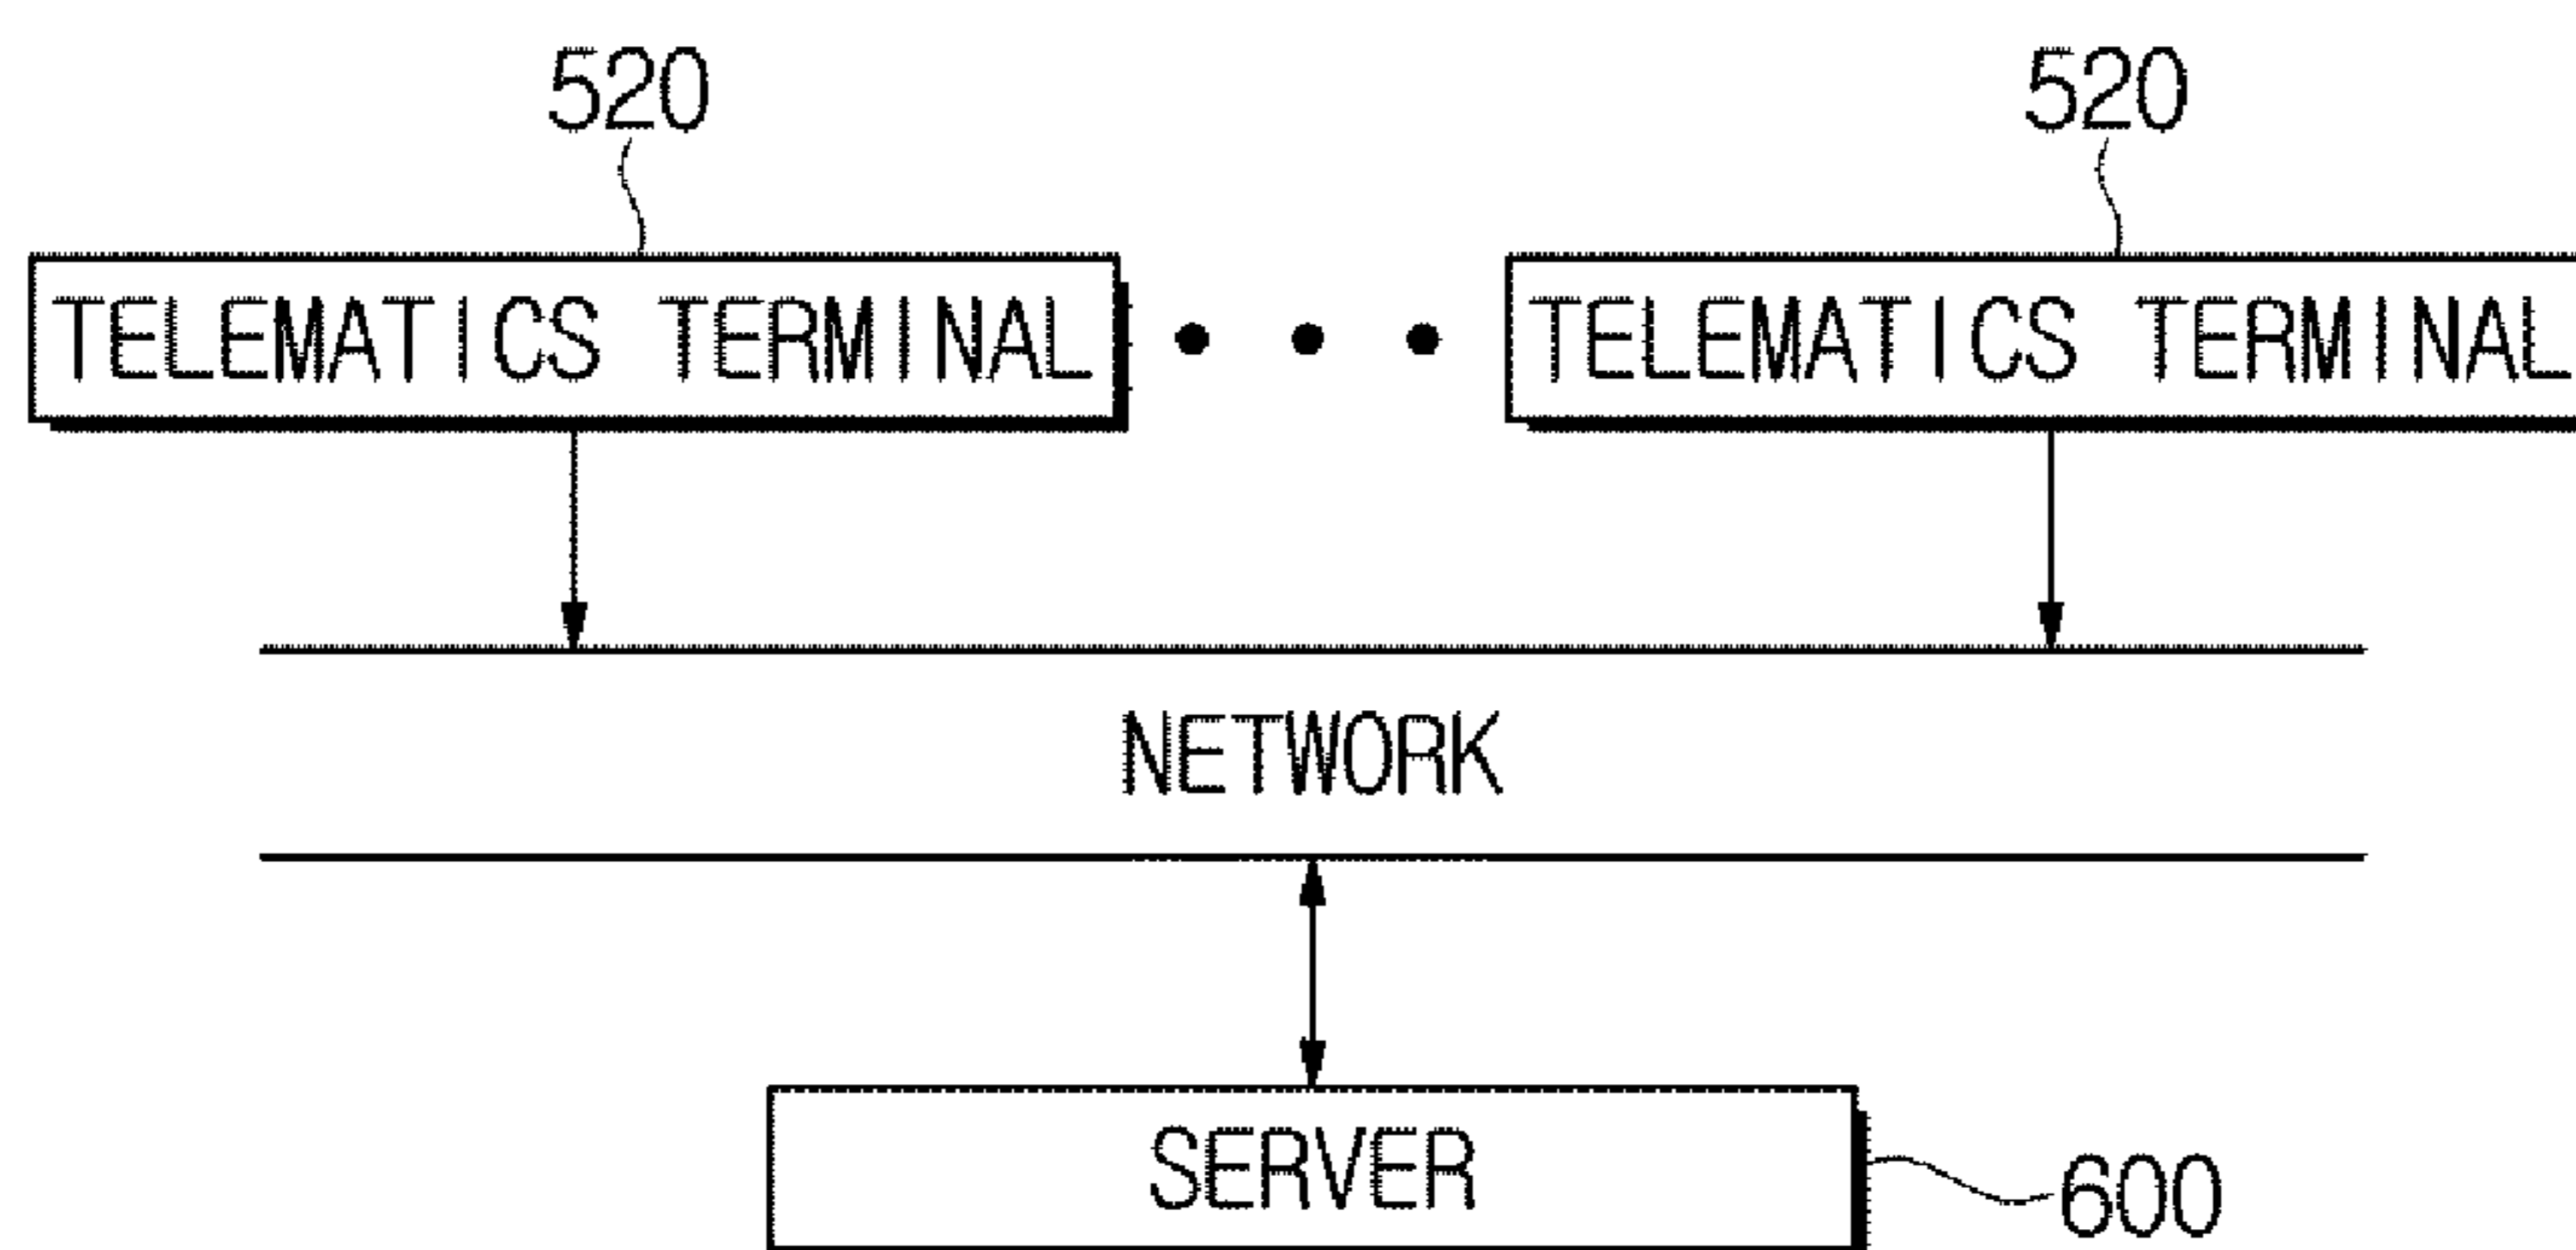 520 520
TELEMATICS TERMINAL • • • TELEMATICS TERMINAL
NETWORK
SERVER
600